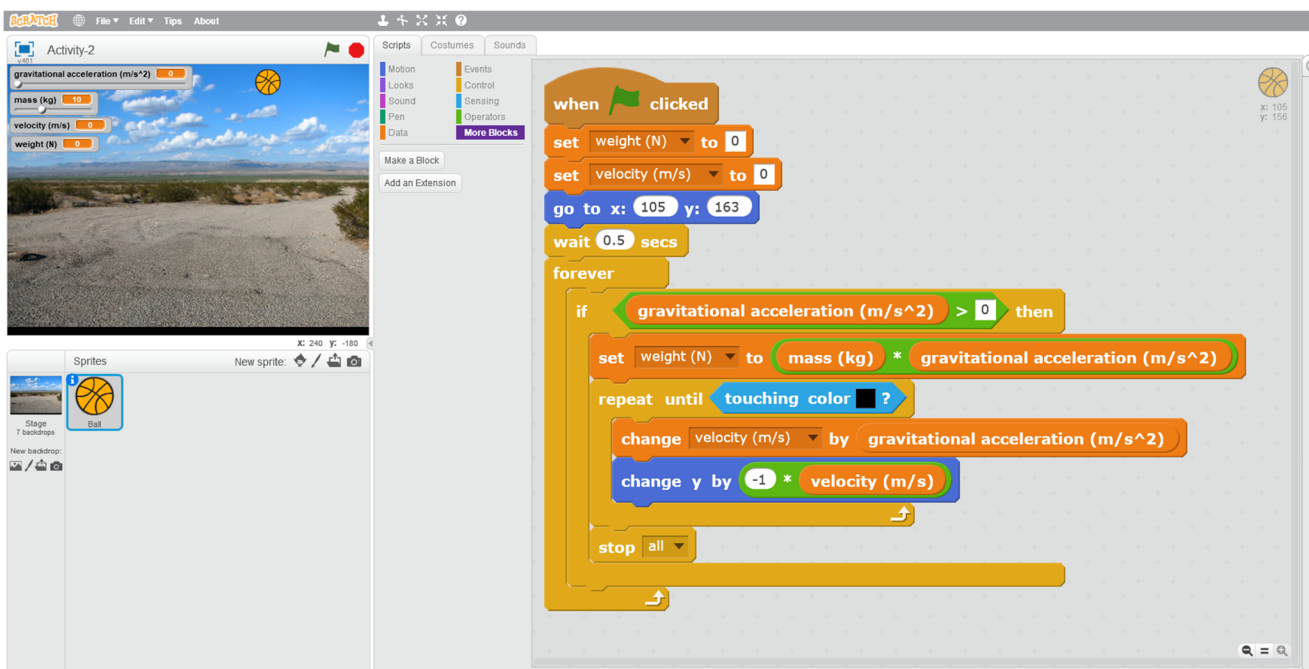 SCRATCH File Edit Tips About
Activity-2
v461
gravitational acceleration (m/s^2) 0
mass (kg) 10
velocity (m/s) 0
weight (N) 0
x: 240 y: -180
Sprites New sprite:
Stage
7 backdrops
New backdrop:
Ball
Scripts Costumes Sounds
Motion Events
Looks Control
Sound Sensing
Pen Operators
Data More Blocks
Make a Block
Add an Extension
when clicked
set weight (N) to 0
set velocity (m/s) to 0
go to x: 105 y: 163
wait 0.5 secs
forever
if gravitational acceleration (m/s^2) > 0 then
set weight (N) to mass (kg) * gravitational acceleration (m/s^2)
repeat until touching color ?
change velocity (m/s) by gravitational acceleration (m/s^2)
change y by -1 * velocity (m/s)
stop all
x: 105
y: 156